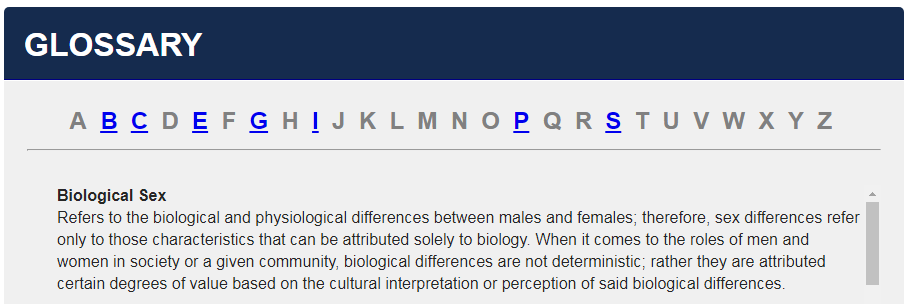 GLOSSARY
A B C D E F G H I J K L M N O P Q R S T U V W X Y Z
Biological Sex
Refers to the biological and physiological differences between males and females; therefore, sex differences refer
only to those characteristics that can be attributed solely to biology. When it comes to the roles of men and
women in society or a given community, biological differences are not deterministic; rather they are attributed
certain degrees of value based on the cultural interpretation or perception of said biological differences.